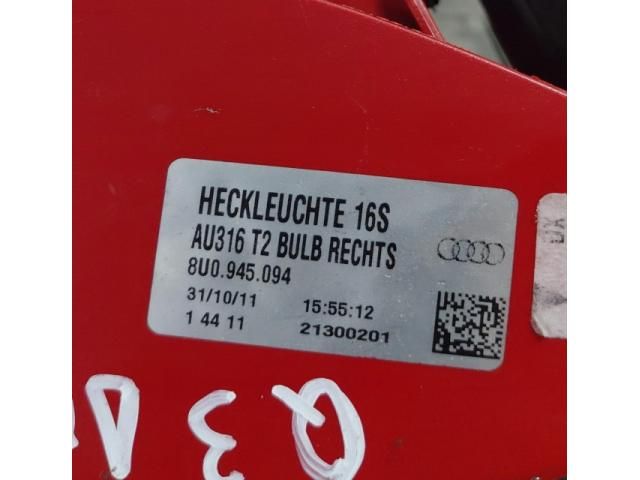 HECKLEUCHTE 16S
AU316 T2 BULB RECHTS
8U0.945.094
31/10/11 15:55:12
1 44 11 21300201
Q3